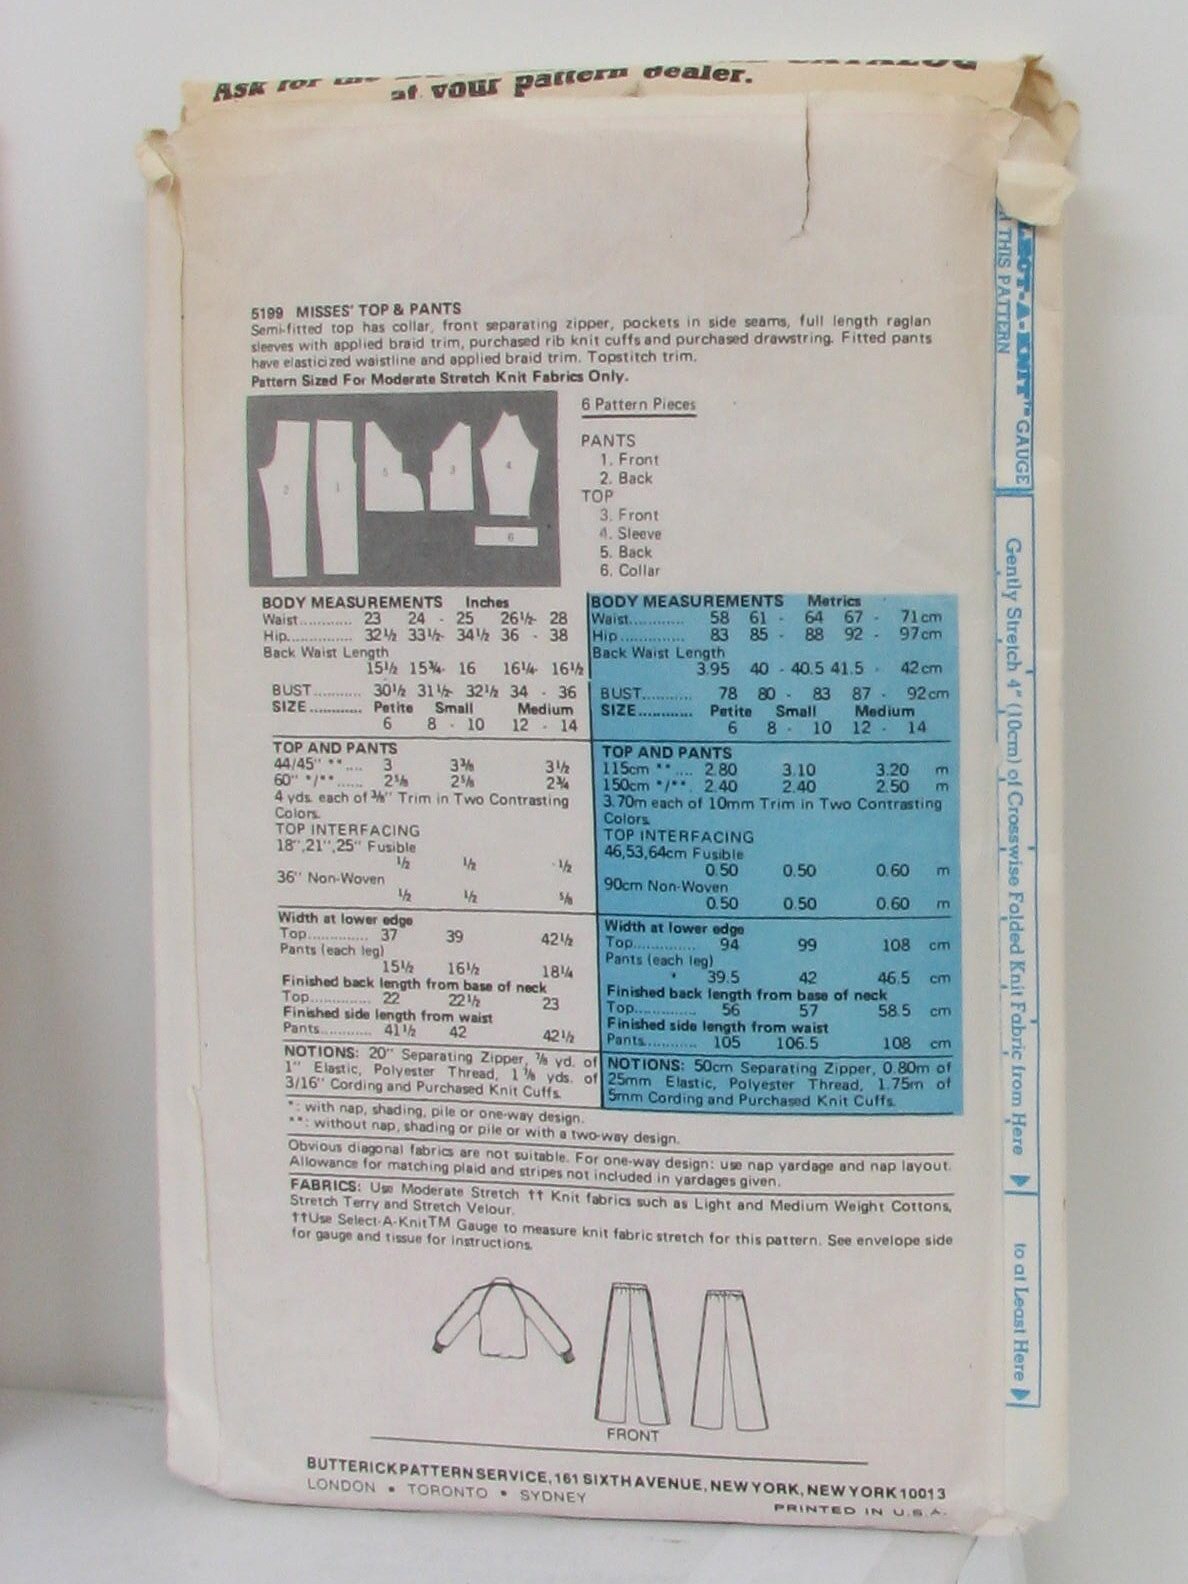 Ask for the CATALOG
at your pattern dealer.
5199 MISSES' TOP & PANTS
Semi-fitted top has collar, front separating zipper, pockets in side seams, full length raglan
sleeves with applied braid trim, purchased rib knit cuffs and purchased drawstring. Fitted pants
have elasticized waistline and applied braid trim. Topstitch trim.
Pattern Sized For Moderate Stretch Knit Fabrics Only.
6 Pattern Pieces
PANTS
1. Front
2. Back
TOP
3. Front
4. Sleeve
5. Back
6. Collar
2 1 5 3 4
6
BODY MEASUREMENTS Inches
Waist............ 23 24 - 25 26½- 28
Hip............... 32½ 33½- 34½ 36 - 38
Back Waist Length
15½ 15¾- 16 16¼- 16½
BUST........... 30½ 31½- 32½ 34 - 36
SIZE ............ Petite Small Medium
6 8 - 10 12 - 14
TOP AND PANTS
44/45" ** .... 3 3⅜ 3½
60" */** ...... 2⅝ 2⅝ 2¾
4 yds. each of ⅜" Trim in Two Contrasting
Colors.
TOP INTERFACING
18",21",25" Fusible
½ ½ ½
36" Non-Woven
½ ½ ⅝
Width at lower edge
Top.............. 37 39 42½
Pants (each leg)
15½ 16½ 18¼
Finished back length from base of neck
Top.............. 22 22½ 23
Finished side length from waist
Pants............ 41½ 42 42½
NOTIONS: 20" Separating Zipper, ⅞ yd. of
1" Elastic, Polyester Thread, 1⅞ yds. of
3/16" Cording and Purchased Knit Cuffs.
BODY MEASUREMENTS Metrics
Waist............ 58 61 - 64 67 - 71cm
Hip............... 83 85 - 88 92 - 97cm
Back Waist Length
3.95 40 - 40.5 41.5 - 42cm
BUST........... 78 80 - 83 87 - 92cm
SIZE............ Petite Small Medium
6 8 - 10 12 - 14
TOP AND PANTS
115cm ** .... 2.80 3.10 3.20 m
150cm */**. 2.40 2.40 2.50 m
3.70m each of 10mm Trim in Two Contrasting
Colors.
TOP INTERFACING
46,53,64cm Fusible
0.50 0.50 0.60 m
90cm Non-Woven
0.50 0.50 0.60 m
Width at lower edge
Top.............. 94 99 108 cm
Pants (each leg)
39.5 42 46.5 cm
Finished back length from base of neck
Top.............. 56 57 58.5 cm
Finished side length from waist
Pants............ 105 106.5 108 cm
NOTIONS: 50cm Separating Zipper, 0.80m of
25mm Elastic, Polyester Thread, 1.75m of
5mm Cording and Purchased Knit Cuffs.
*: with nap, shading, pile or one-way design.
**: without nap, shading or pile or with a two-way design.
Obvious diagonal fabrics are not suitable. For one-way design: use nap yardage and nap layout.
Allowance for matching plaid and stripes not included in yardages given.
FABRICS: Use Moderate Stretch †† Knit fabrics such as Light and Medium Weight Cottons,
Stretch Terry and Stretch Velour.
††Use Select-A-Knit™ Gauge to measure knit fabric stretch for this pattern. See envelope side
for gauge and tissue for instructions.
FRONT
BUTTERICK PATTERN SERVICE, 161 SIXTH AVENUE, NEW YORK, NEW YORK 10013
LONDON • TORONTO • SYDNEY
PRINTED IN U.S.A.
-A-KNIT™ GAUGE
THIS PATTERN
Gently Stretch 4" (10cm) of Crosswise Folded Knit Fabric from Here
to at Least Here